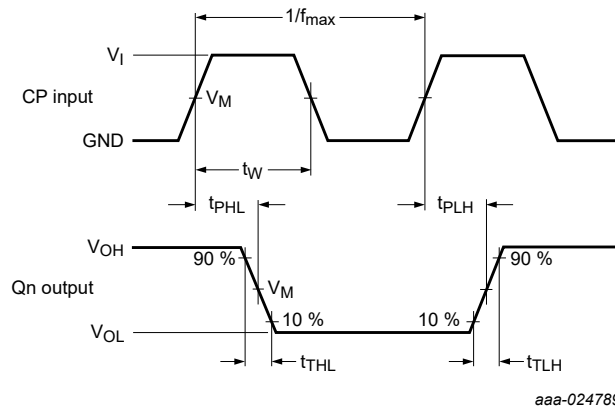 1/fmax
VI
CP input
VM
GND
tW
tPHL
tPLH
VOH
90 %
90 %
Qn output
VM
10 %
10 %
VOL
tTHL
tTLH
aaa-024789